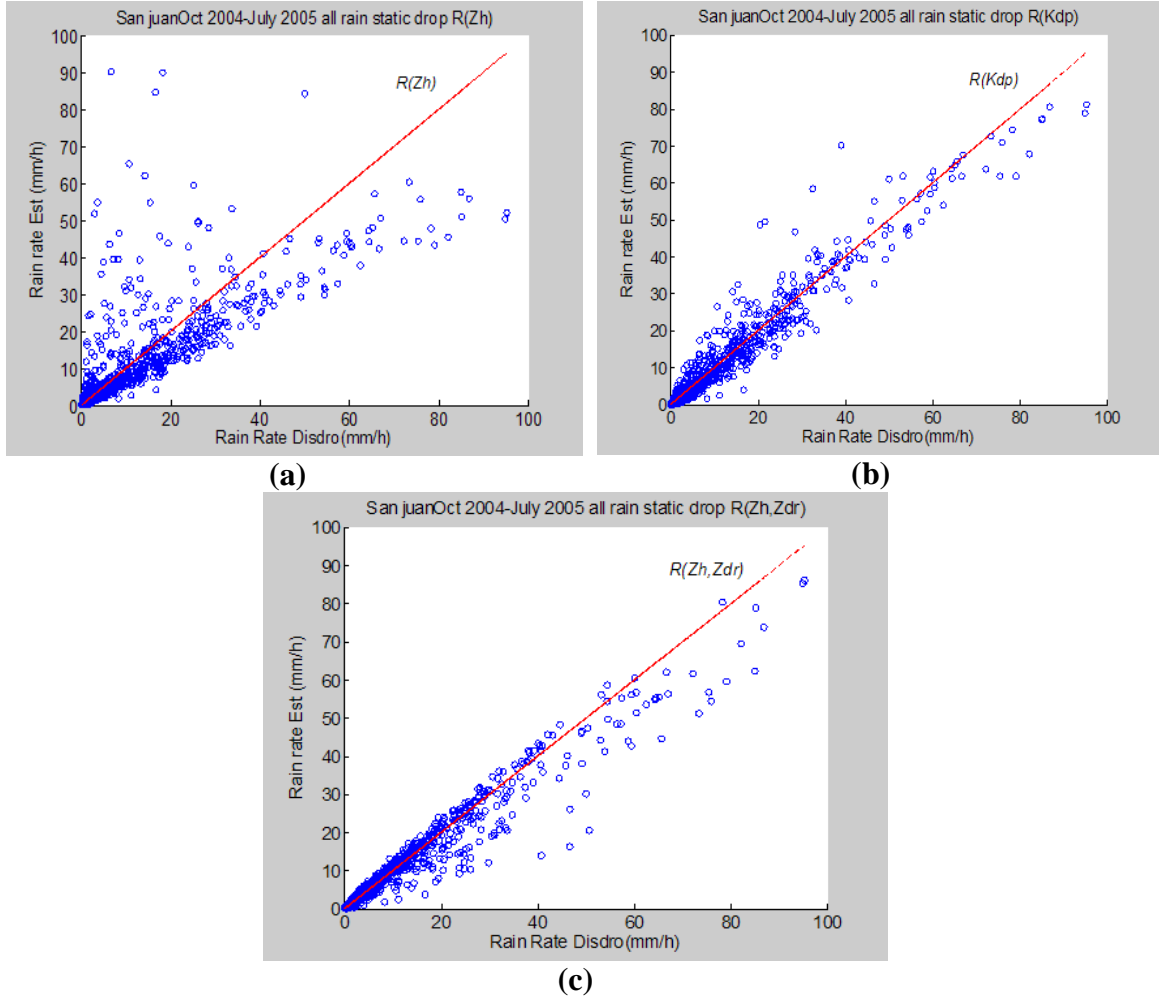 San juanOct 2004-July 2005 all rain static drop R(Zh)
100
90
80
70
60
50
40
30
20
10
0
Rain rate Est (mm/h)
R(Zh)
0 20 40 60 80 100
Rain Rate Disdro(mm/h)
(a)
San juanOct 2004-July 2005 all rain static drop R(Kdp)
100
90
80
70
60
50
40
30
20
10
0
Rain rate Est (mm/h)
R(Kdp)
0 20 40 60 80 100
Rain Rate Disdro(mm/h)
(b)
San juanOct 2004-July 2005 all rain static drop R(Zh,Zdr)
100
90
80
70
60
50
40
30
20
10
0
Rain rate Est (mm/h)
R(Zh,Zdr)
0 20 40 60 80 100
Rain Rate Disdro(mm/h)
(c)